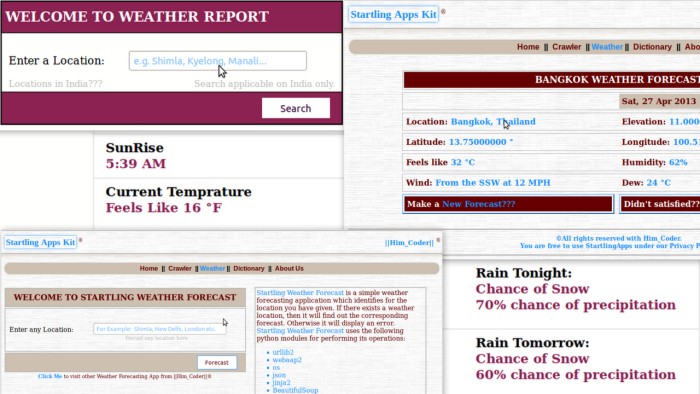 WELCOME TO WEATHER REPORT
Enter a Location:
e.g. Shimla, Kyelong, Manali...
Locations in India???
Search applicable on India only.
Search
SunRise
5:39 AM
Current Temprature
Feels Like 16 °F
Startling Apps Kit ®
Home || Crawler || Weather || Dictionary || Abo
BANGKOK WEATHER FORECAST
Sat, 27 Apr 2013
Location: Bangkok, Thailand
Elevation: 11.000
Latitude: 13.75000000 °
Longitude: 100.51
Feels like 32 °C
Humidity: 62%
Wind: From the SSW at 12 MPH
Dew: 24 °C
Make a New Forecast???
Didn't satisfied??
©All rights reserved with Him_Coder.
You are free to use StartlingApps under our Privacy P
Startling Apps Kit ®
||Him_Coder|| ®
Home || Crawler || Weather || Dictionary || About Us
WELCOME TO STARTLING WEATHER FORECAST
Enter any Location:
For Example: Shimla, New Delhi, London etc.
Reload any location here
Forecast
Click Me to visit other Weather Forecasting App from ||Him_Coder||®
Startling Weather Forecast is a simple weather
forecasting application which identifies for the
location you have given. If there exists a weather
location, then it will find out the corresponding
forecast. Otherwise it will display an error.
Startling Weather Forecast uses the following
python modules for performing its operations:
urllib2
webapp2
os
json
jinja2
BeautifulSoup
Rain Tonight:
Chance of Snow
70% chance of precipitation
Rain Tomorrow:
Chance of Snow
60% chance of precipitation